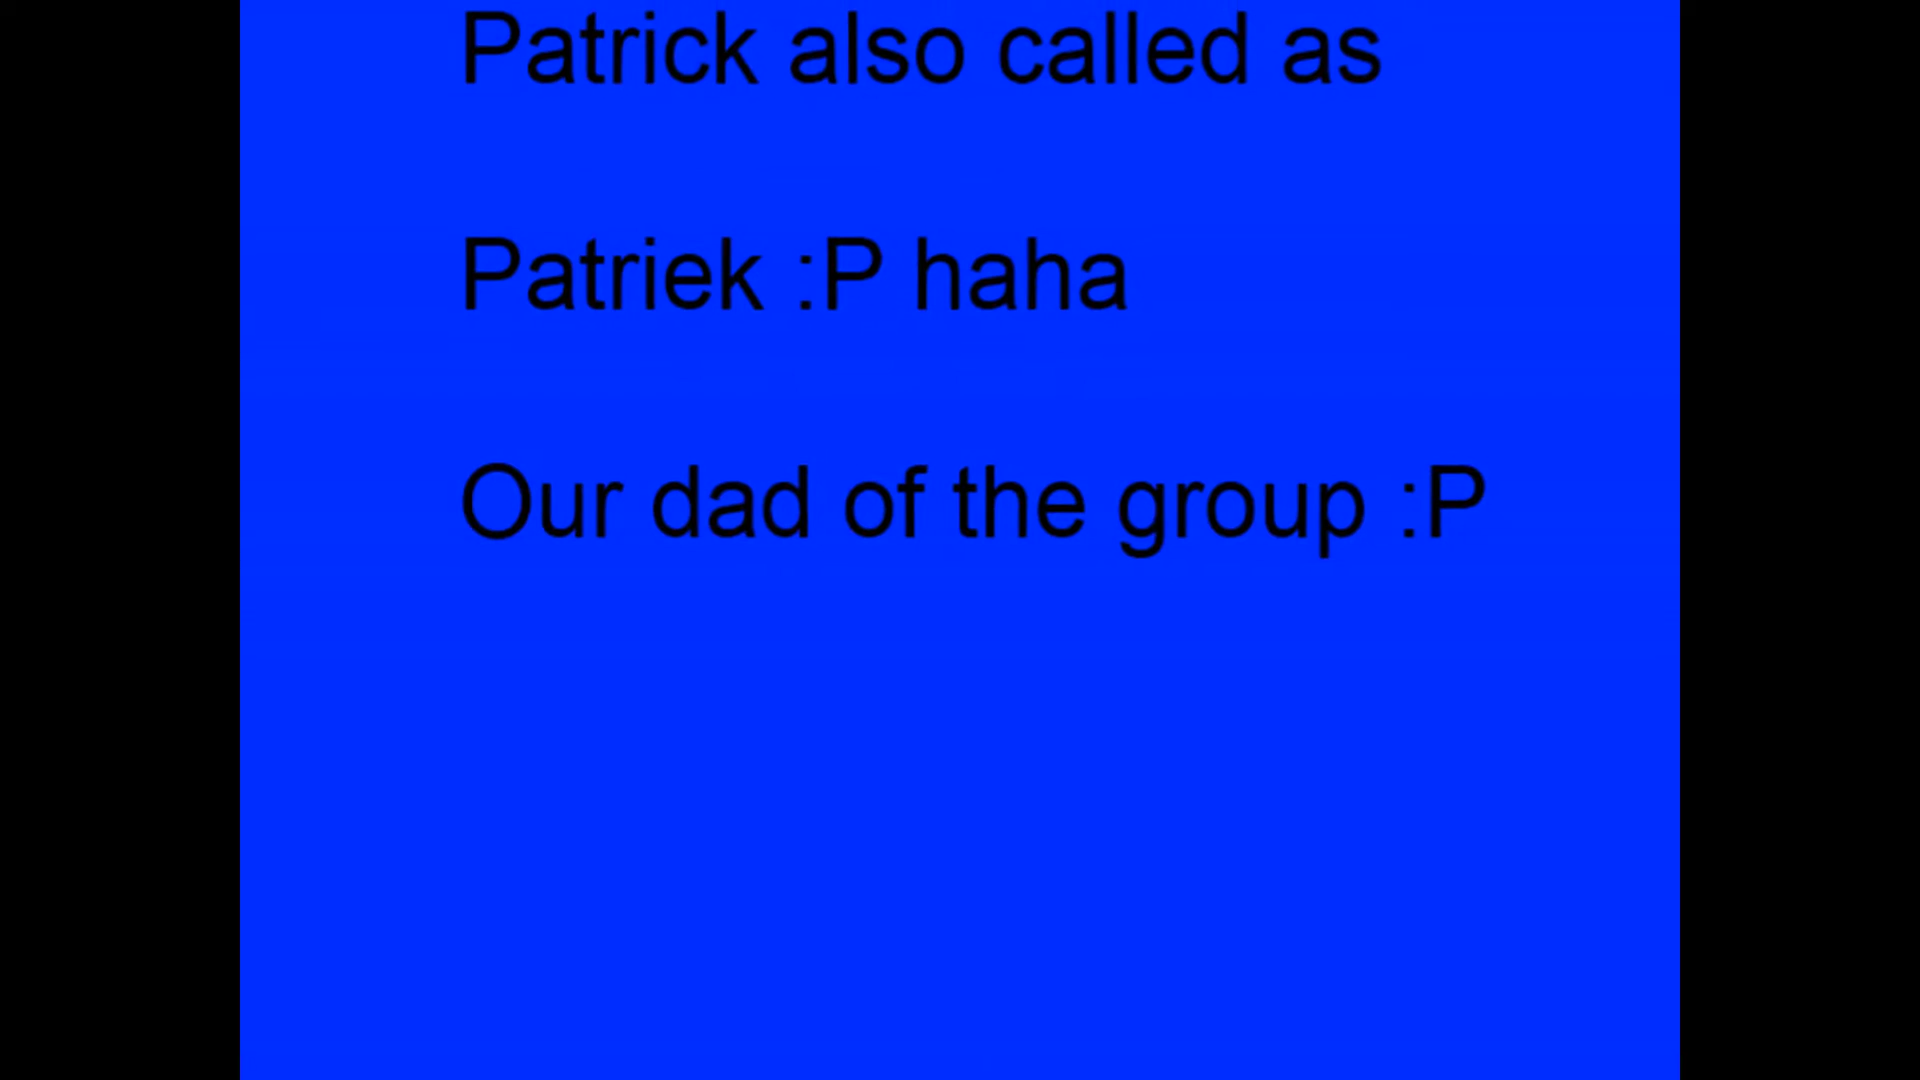 Patrick also called as
Patriek :P haha
Our dad of the group :P